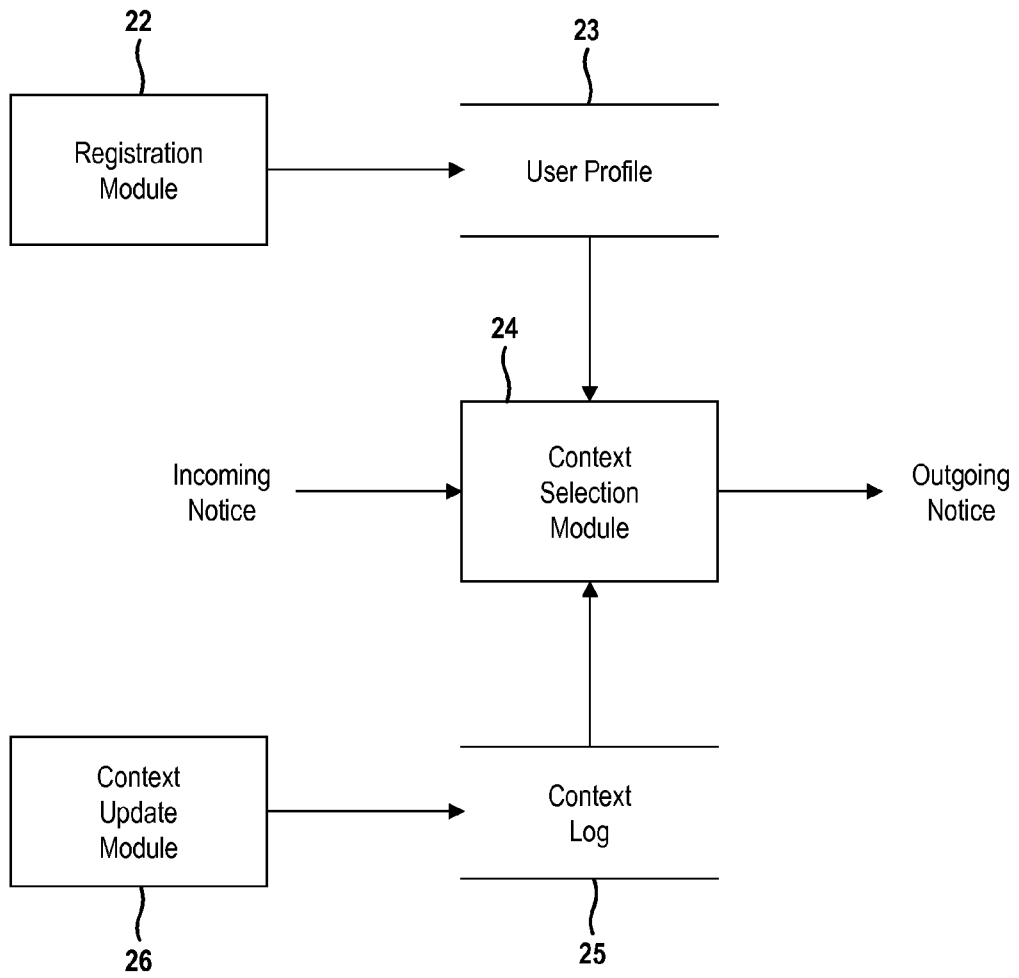 22
23
Registration
Module
User Profile
24
Incoming
Notice
Context
Selection
Module
Outgoing
Notice
Context
Update
Module
Context
Log
26
25